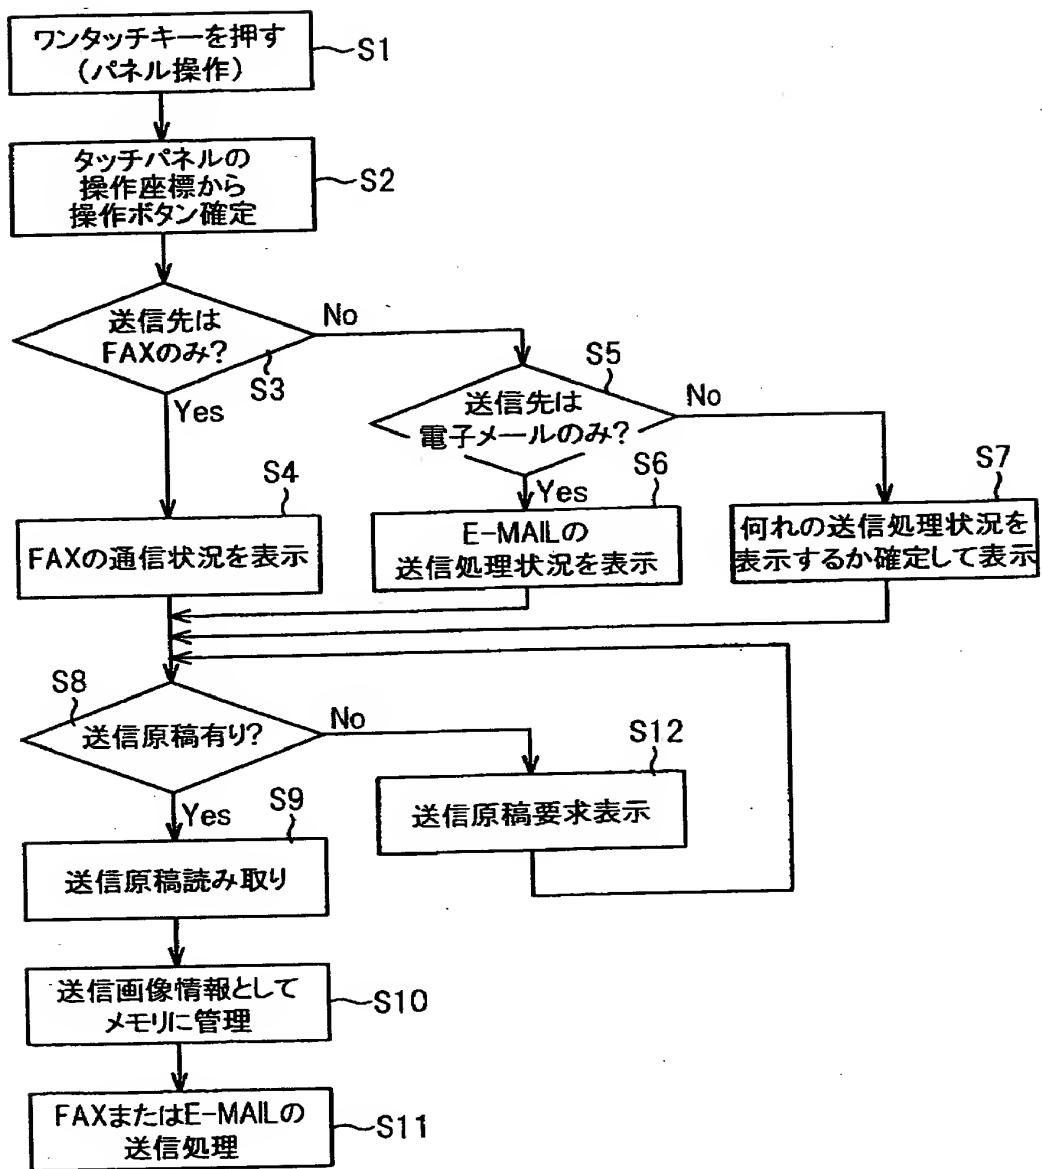 ワンタッチキーを押す
(パネル操作)
S1
タッチパネルの
操作座標から
操作ボタン確定
S2
送信先は
FAXのみ?
S3
No
Yes
S5
送信先は
電子メールのみ?
No
Yes
S4
FAXの通信状況を表示
S6
E-MAILの
送信処理状況を表示
S7
何れの送信処理状況を
表示するか確定して表示
S8
送信原稿有り?
No
Yes
S12
送信原稿要求表示
S9
送信原稿読み取り
送信画像情報として
メモリに管理
S10
FAXまたはE-MAILの
送信処理
S11